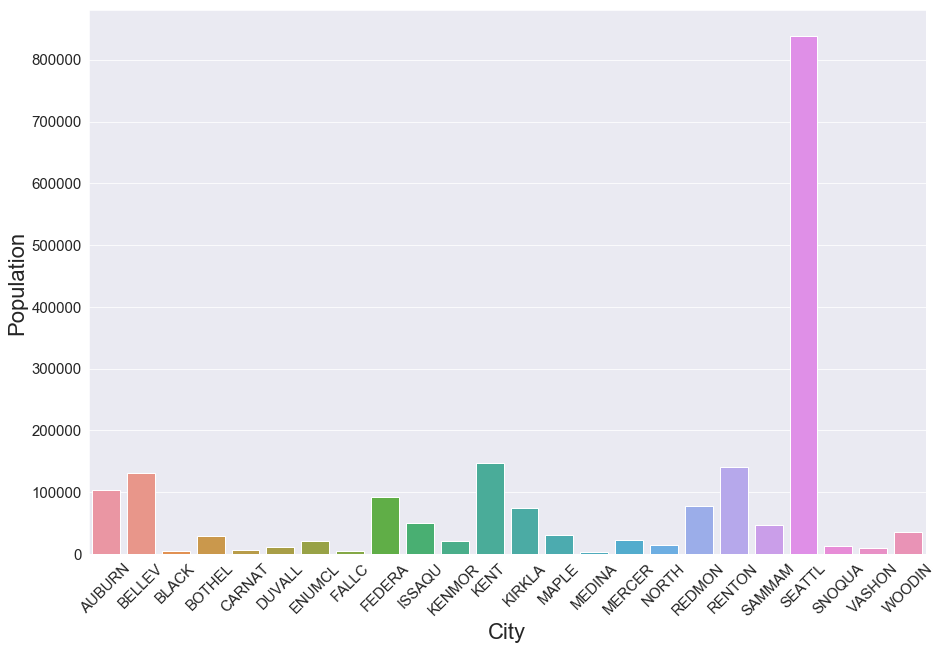 800000
700000
600000
500000
400000
300000
200000
100000
0
Population
AUBURN
BELLEV
BLACK
BOTHEL
CARNAT
DUVALL
ENUMCL
FALLC
FEDERA
ISSAQU
KENMOR
KENT
KIRKLA
MAPLE
MEDINA
MERCER
NORTH
REDMON
RENTON
SAMMAM
SEATTL
SNOQUA
VASHON
WOODIN
City